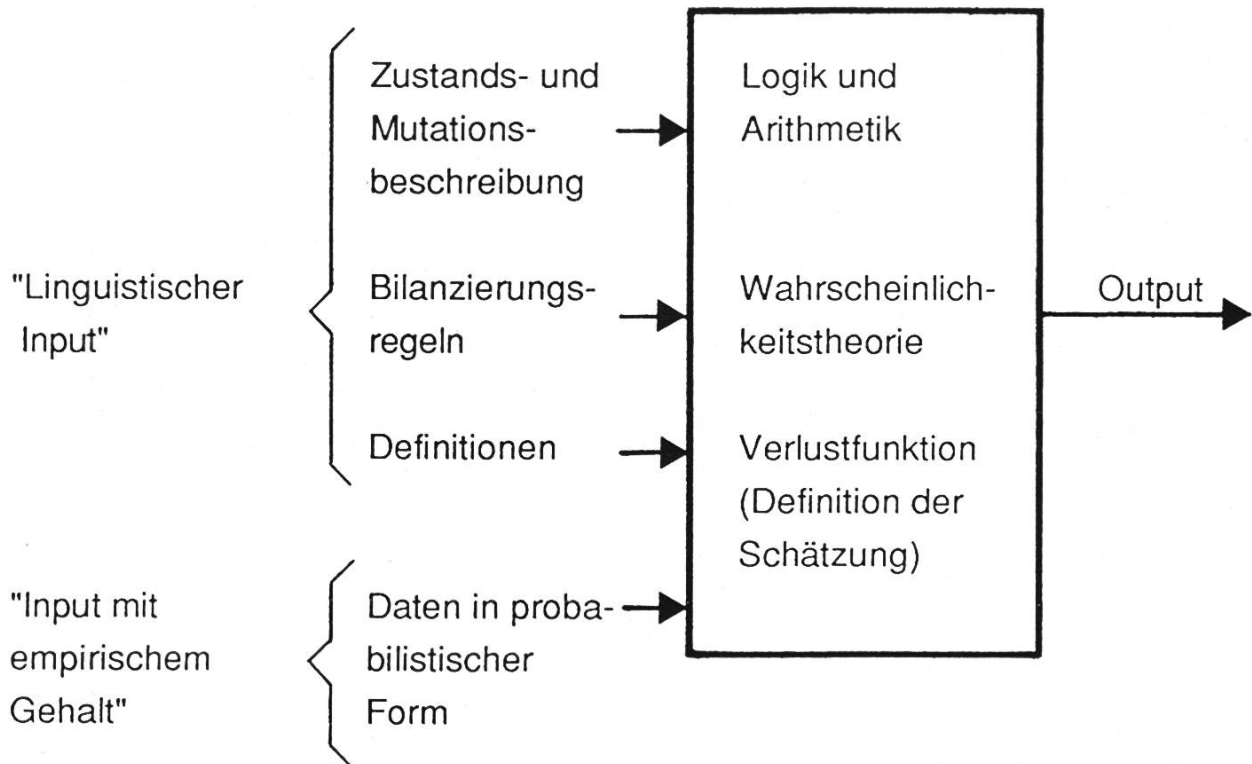 "Linguistischer
Input"
Zustands- und
Mutations-
beschreibung
Bilanzierungs-
regeln
Definitionen
"Input mit
empirischem
Gehalt"
Daten in proba-
bilistischer
Form
Logik und
Arithmetik
Wahrscheinlich-
keitstheorie
Verlustfunktion
(Definition der
Schätzung)
Output